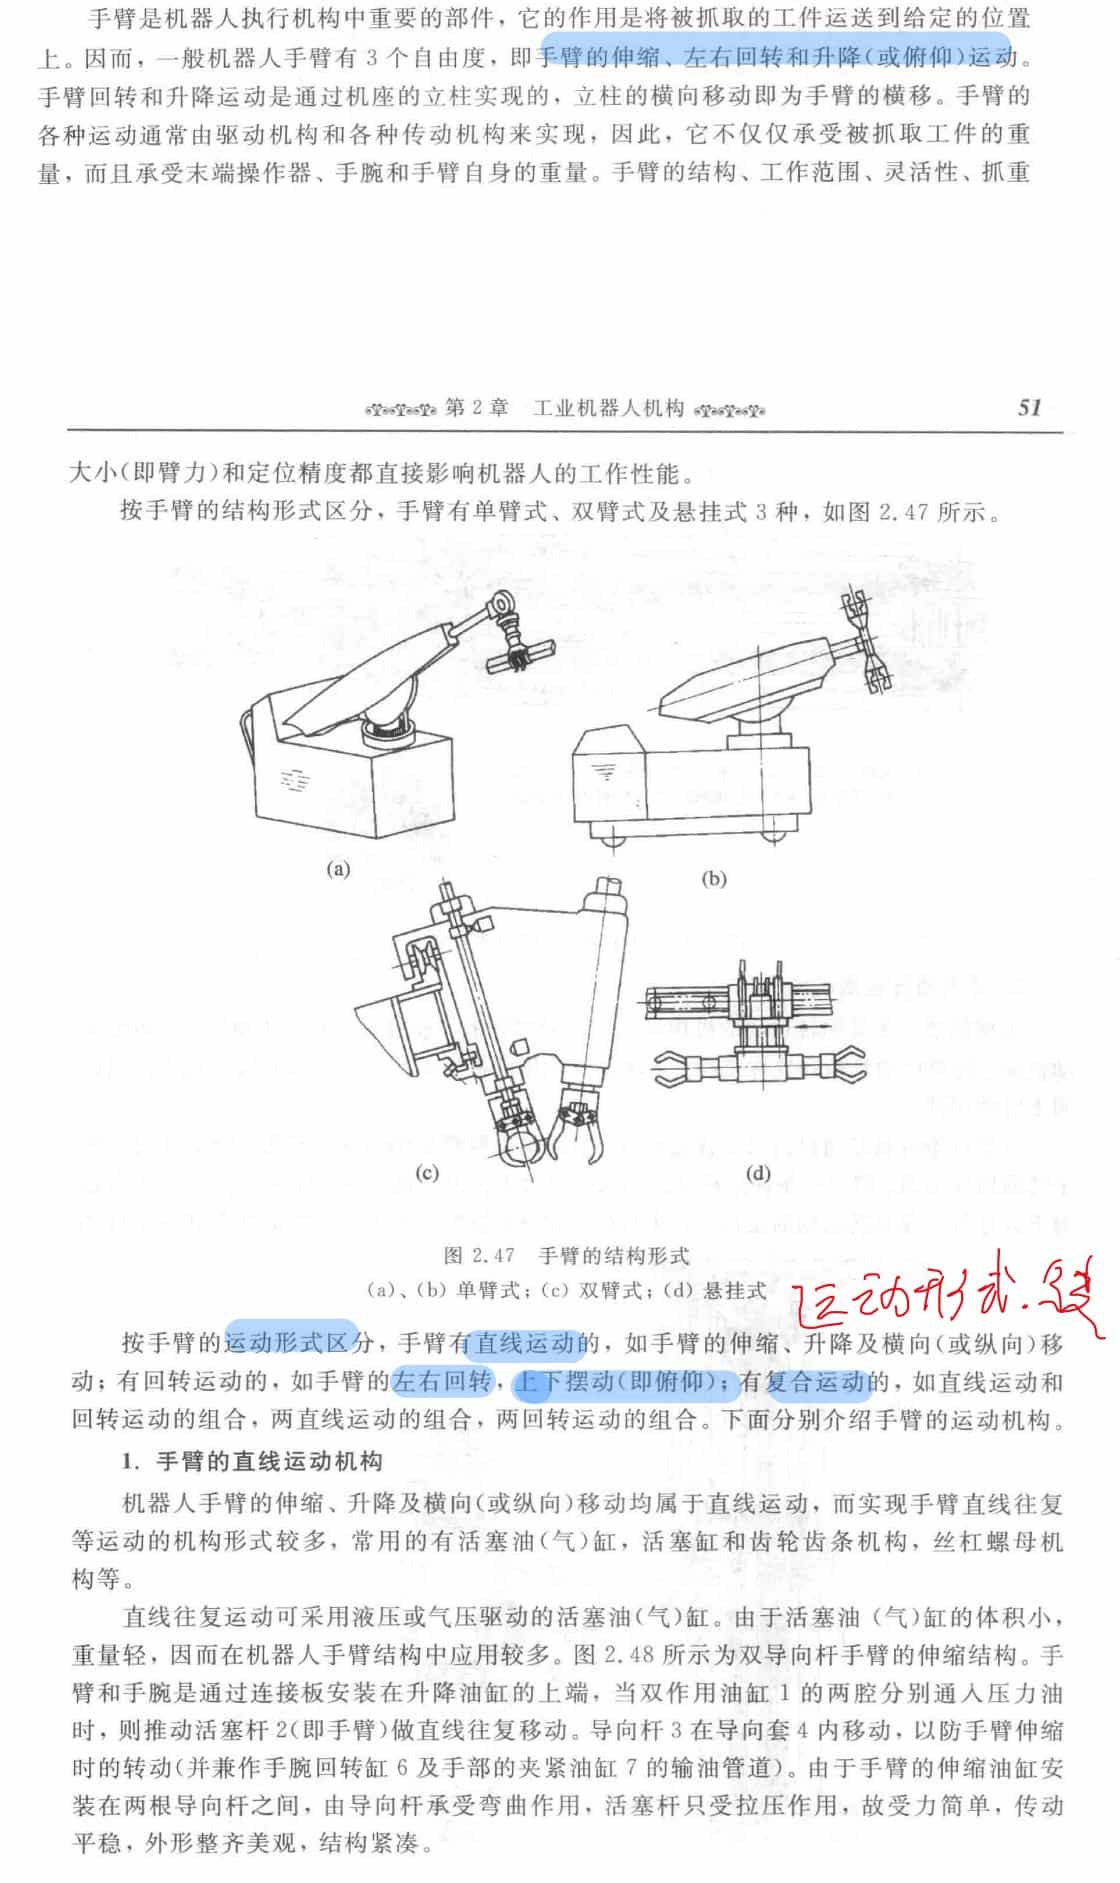 手臂是机器人执行机构中重要的部件，它的作用是将被抓取的工件运送到给定的位置
上。因而，一般机器人手臂有 3 个自由度，即手臂的伸缩、左右回转和升降(或俯仰)运动。
手臂回转和升降运动是通过机座的立柱实现的，立柱的横向移动即为手臂的横移。手臂的
各种运动通常由驱动机构和各种传动机构来实现，因此，它不仅仅承受被抓取工件的重
量，而且承受末端操作器、手腕和手臂自身的重量。手臂的结构、工作范围、灵活性、抓重
第 2 章 工业机器人机构 51
大小(即臂力)和定位精度都直接影响机器人的工作性能。
按手臂的结构形式区分，手臂有单臂式、双臂式及悬挂式 3 种，如图 2.47 所示。
(a)
(b)
(c)
(d)
图 2.47 手臂的结构形式
(a)、(b) 单臂式；(c) 双臂式；(d) 悬挂式
运动形式.
按手臂的运动形式区分，手臂有直线运动的，如手臂的伸缩、升降及横向(或纵向)移
动；有回转运动的，如手臂的左右回转，上下摆动(即俯仰)；有复合运动的，如直线运动和
回转运动的组合，两直线运动的组合，两回转运动的组合。下面分别介绍手臂的运动机构。
1. 手臂的直线运动机构
机器人手臂的伸缩、升降及横向(或纵向)移动均属于直线运动，而实现手臂直线往复
等运动的机构形式较多，常用的有活塞油(气)缸，活塞缸和齿轮齿条机构，丝杠螺母机
构等。
直线往复运动可采用液压或气压驱动的活塞油(气)缸。由于活塞油 (气)缸的体积小，
重量轻，因而在机器人手臂结构中应用较多。图 2.48 所示为双导向杆手臂的伸缩结构。手
臂和手腕是通过连接板安装在升降油缸的上端，当双作用油缸 1 的两腔分别通入压力油
时，则推动活塞杆 2(即手臂)做直线往复移动。导向杆 3 在导向套 4 内移动，以防手臂伸缩
时的转动(并兼作手腕回转缸 6 及手部的夹紧油缸 7 的输油管道)。由于手臂的伸缩油缸安
装在两根导向杆之间，由导向杆承受弯曲作用，活塞杆只受拉压作用，故受力简单，传动
平稳，外形整齐美观，结构紧凑。